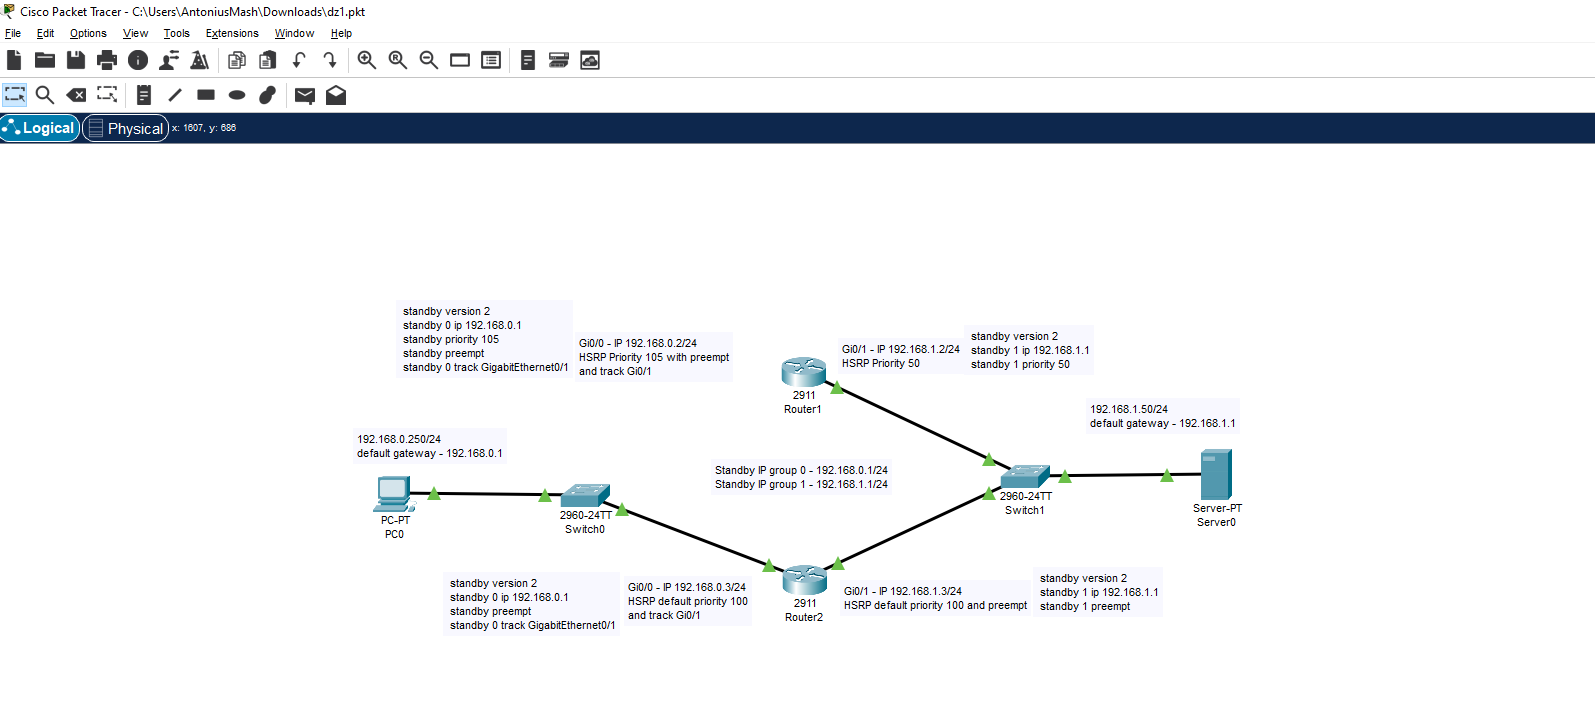 Cisco Packet Tracer - C:\Users\AntoniusMash\Downloads\dz1.pkt
File Edit Options View Tools Extensions Window Help
Logical Physical x: 1607, y: 686
standby version 2
standby 0 ip 192.168.0.1
standby priority 105
standby preempt
standby 0 track GigabitEthernet0/1
Gi0/0 - IP 192.168.0.2/24
HSRP Priority 105 with preempt
and track Gi0/1
2911
Router1
Gi0/1 - IP 192.168.1.2/24
HSRP Priority 50
standby version 2
standby 1 ip 192.168.1.1
standby 1 priority 50
192.168.1.50/24
default gateway - 192.168.1.1
192.168.0.250/24
default gateway - 192.168.0.1
Standby IP group 0 - 192.168.0.1/24
Standby IP group 1 - 192.168.1.1/24
PC-PT
PC0
2960-24TT
Switch0
2960-24TT
Switch1
Server-PT
Server0
standby version 2
standby 0 ip 192.168.0.1
standby preempt
standby 0 track GigabitEthernet0/1
Gi0/0 - IP 192.168.0.3/24
HSRP default priority 100
and track Gi0/1
2911
Router2
Gi0/1 - IP 192.168.1.3/24
HSRP default priority 100 and preempt
standby version 2
standby 1 ip 192.168.1.1
standby 1 preempt